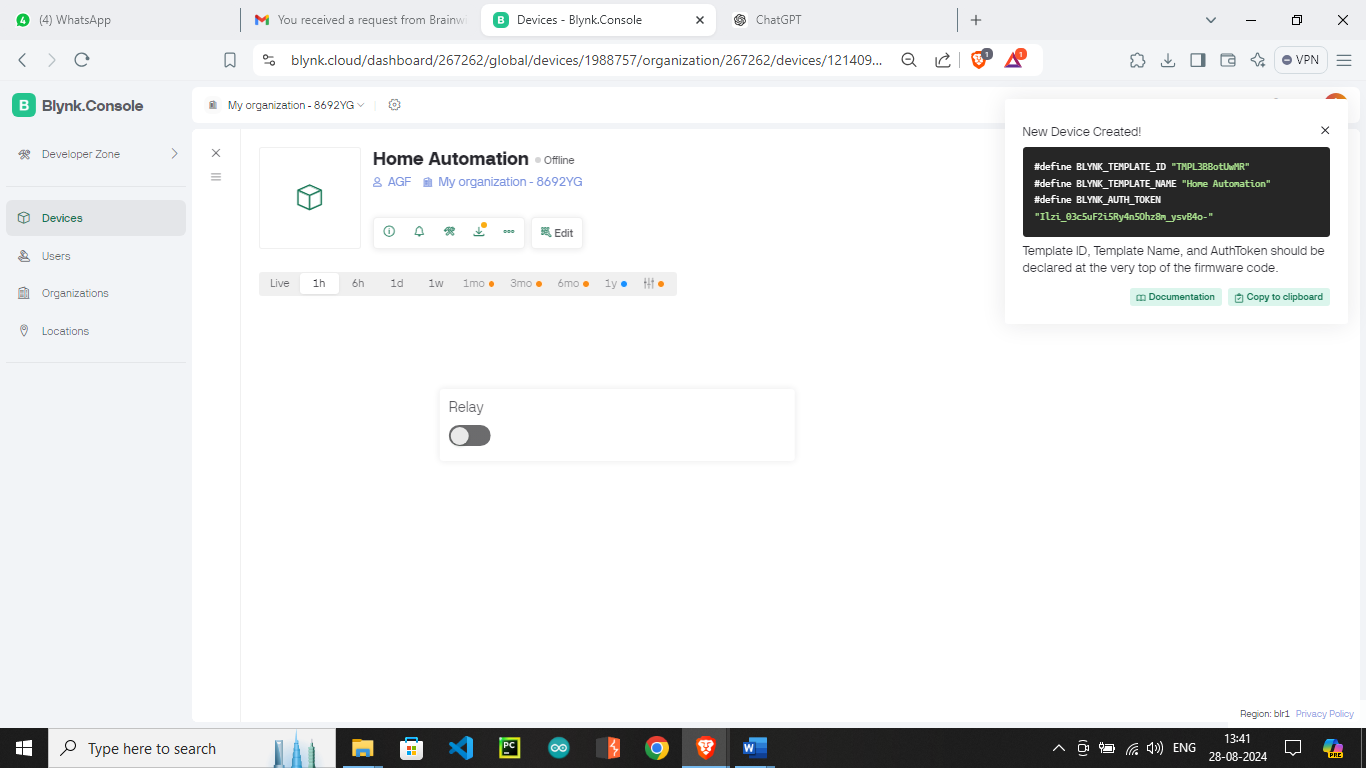 (4) WhatsApp
You received a request from Brainwi
Devices - Blynk.Console
ChatGPT
blynk.cloud/dashboard/267262/global/devices/1988757/organization/267262/devices/121409...
1
1
VPN
B Blynk.Console
My organization - 8692YG
Developer Zone
Devices
Users
Organizations
Locations
Home Automation Offline
AGF My organization - 8692YG
Edit
Live 1h 6h 1d 1w 1mo 3mo 6mo 1y
Relay
New Device Created!
#define BLYNK_TEMPLATE_ID "TMPL3BBotUwMR"
#define BLYNK_TEMPLATE_NAME "Home Automation"
#define BLYNK_AUTH_TOKEN
"Ilzi_03c5uF2i5Ry4n5Ohz8m_ysvB4o-"
Template ID, Template Name, and AuthToken should be
declared at the very top of the firmware code.
Documentation Copy to clipboard
Region: blr1 Privacy Policy
Type here to search
ENG
13:41
28-08-2024